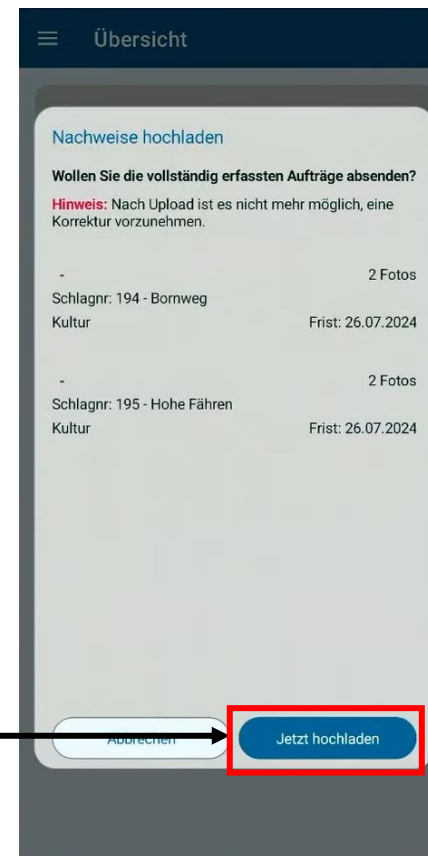 Übersicht
Nachweise hochladen
Wollen Sie die vollständig erfassten Aufträge absenden?
Hinweis: Nach Upload ist es nicht mehr möglich, eine
Korrektur vorzunehmen.
- 2 Fotos
Schlagnr: 194 - Bornweg
Kultur Frist: 26.07.2024
- 2 Fotos
Schlagnr: 195 - Hohe Fähren
Kultur Frist: 26.07.2024
Abbrechen Jetzt hochladen